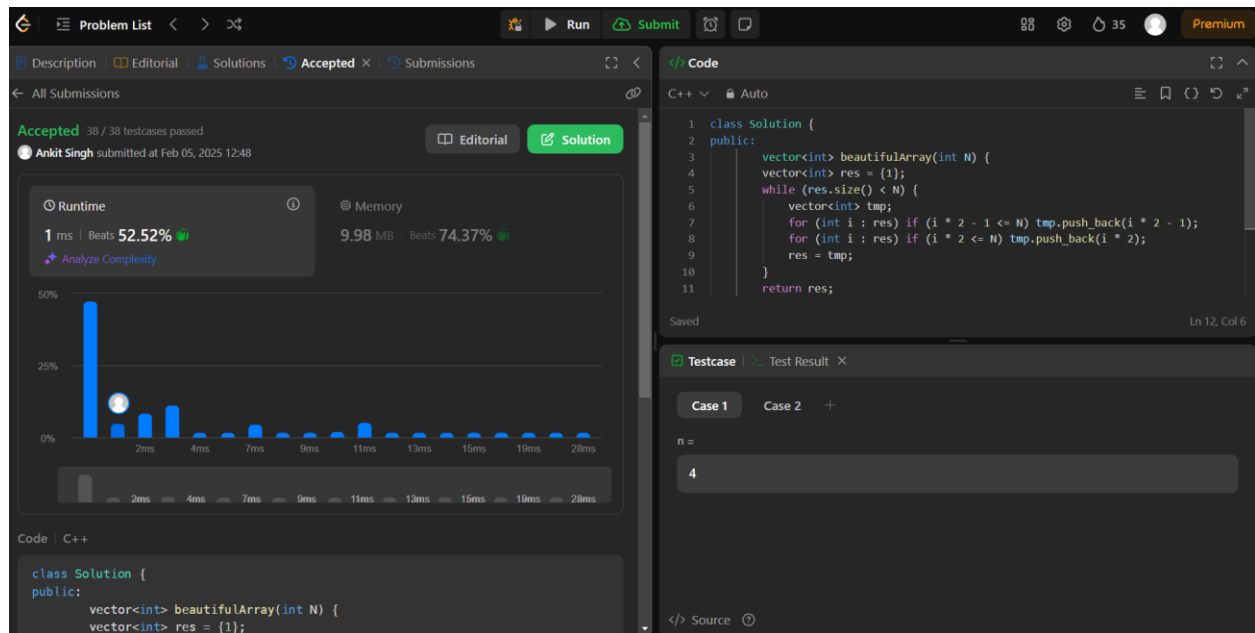 Problem List
Run
Submit
35
Premium
Description
Editorial
Solutions
Accepted
Submissions
All Submissions
Accepted 38 / 38 testcases passed
Ankit Singh submitted at Feb 05, 2025 12:48
Editorial
Solution
Runtime
1 ms Beats 52.52%
Analyze Complexity
Memory
9.98 MB Beats 74.37%
50%
25%
0%
2ms 4ms 7ms 9ms 11ms 13ms 15ms 19ms 28ms
2ms 4ms 7ms 9ms 11ms 13ms 15ms 19ms 28ms
Code C++
class Solution {
public:
vector<int> beautifulArray(int N) {
vector<int> res = {1};
</> Code
C++ Auto
1 class Solution {
2 public:
3 vector<int> beautifulArray(int N) {
4 vector<int> res = {1};
5 while (res.size() < N) {
6 vector<int> tmp;
7 for (int i : res) if (i * 2 - 1 <= N) tmp.push_back(i * 2 - 1);
8 for (int i : res) if (i * 2 <= N) tmp.push_back(i * 2);
9 res = tmp;
10 }
11 return res;
Saved
Ln 12, Col 6
Testcase
>_ Test Result
Case 1
Case 2
n =
4
</> Source